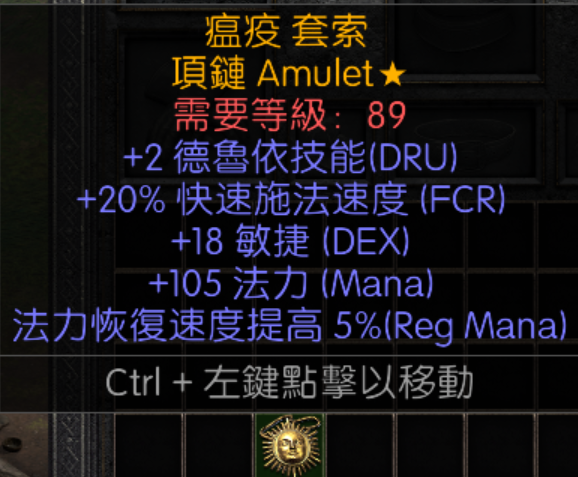 瘟疫 套索
項鏈 Amulet★
需要等級：89
+2 德魯依技能(DRU)
+20% 快速施法速度 (FCR)
+18 敏捷 (DEX)
+105 法力 (Mana)
法力恢復速度提高 5%(Reg Mana)
Ctrl + 左鍵點擊以移動